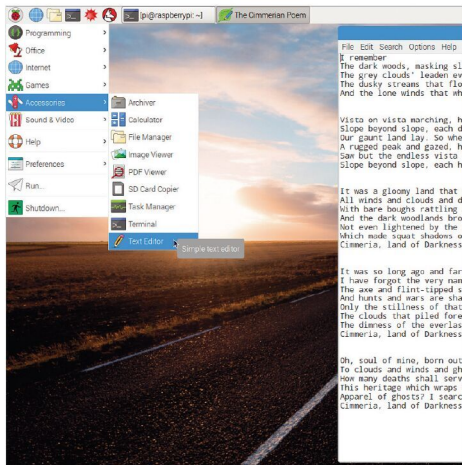 [pi@raspberrypi: ~]
The Cimmerian Poem
Programming
Office
Internet
Games
Accessories
Sound & Video
Help
Preferences
Run...
Shutdown...
Archiver
Calculator
File Manager
Image Viewer
PDF Viewer
SD Card Copier
Task Manager
Terminal
Text Editor
Simple text editor
File Edit Search Options Help
I remember
The dark woods, masking sl
The grey clouds' leaden ev
The dusky streams that flo
And the lone winds that wh
Vista on vista marching, h
Slope beyond slope, each d
Our gaunt land lay. So whe
A rugged peak and gazed, h
Saw but the endless vista
Slope beyond slope, each h
It was a gloomy land that
All winds and clouds and d
With bare boughs rattling
And the dark woodlands bro
Not even lightened by the
Which made squat shadows o
Cimmeria, land of Darkness
It was so long ago and far
I have forgot the very nam
The axe and flint-tipped s
And hunts and wars are sha
Only the stillness of that
The clouds that piled fore
The dimness of the everlas
Cimmeria, land of Darkness
Oh, soul of mine, born out
To clouds and winds and gh
How many deaths shall serv
This heritage which wraps
Apparel of ghosts? I searc
Cimmeria, land of Darkness